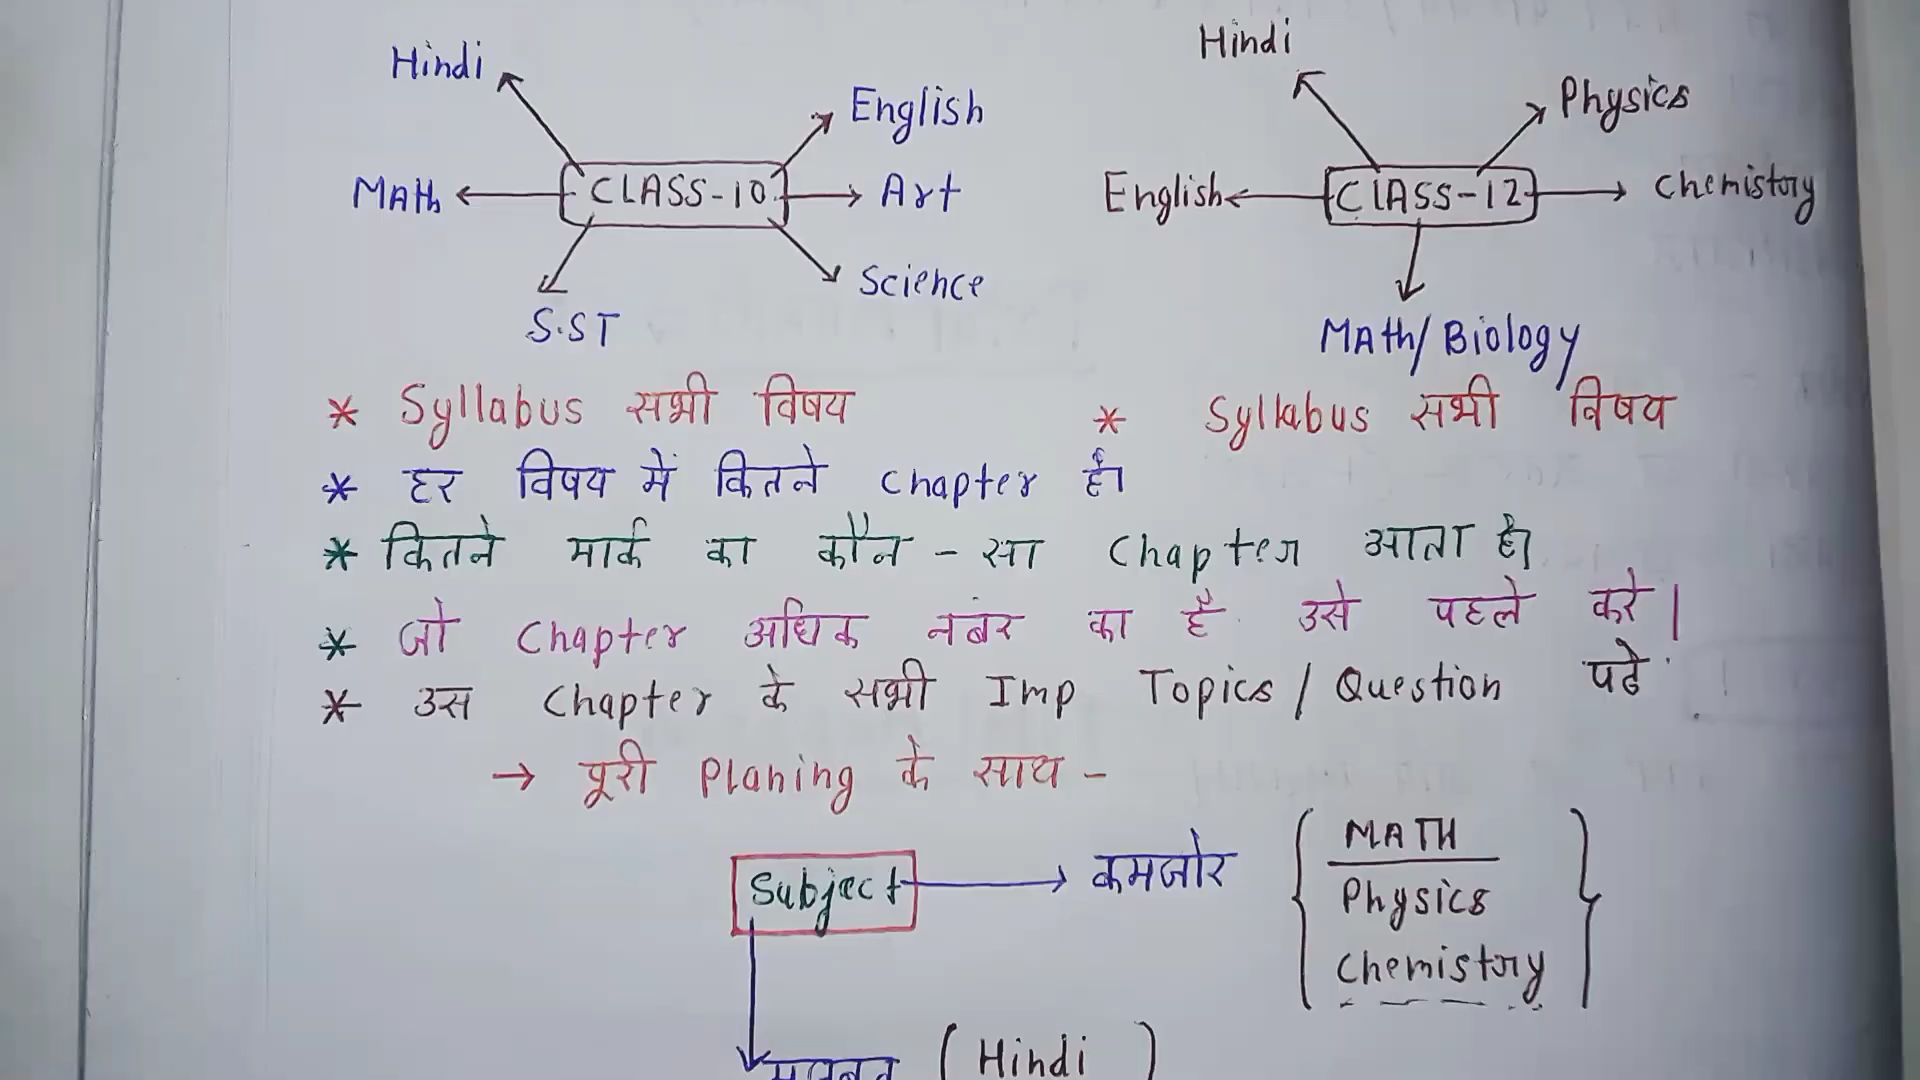 Hindi
English
MAth
CLASS-10
Art
Science
S.ST
Hindi
Physics
English
CLASS-12
chemistory
MAth/Biology
* Syllabus सभी विषय
* Syllabus सभी विषय
* हर विषय में कितने chapter है।
* कितने मार्क का कौन - सा Chapter आता है।
* जो Chapter अधिक नंबर का है उसे पहले करे |
* उस Chapter के सभी Imp Topics/Question पढे
→ पूरी Planing के साथ -
Subject → कमजोर
MATH
Physics
Chemistory
( Hindi )